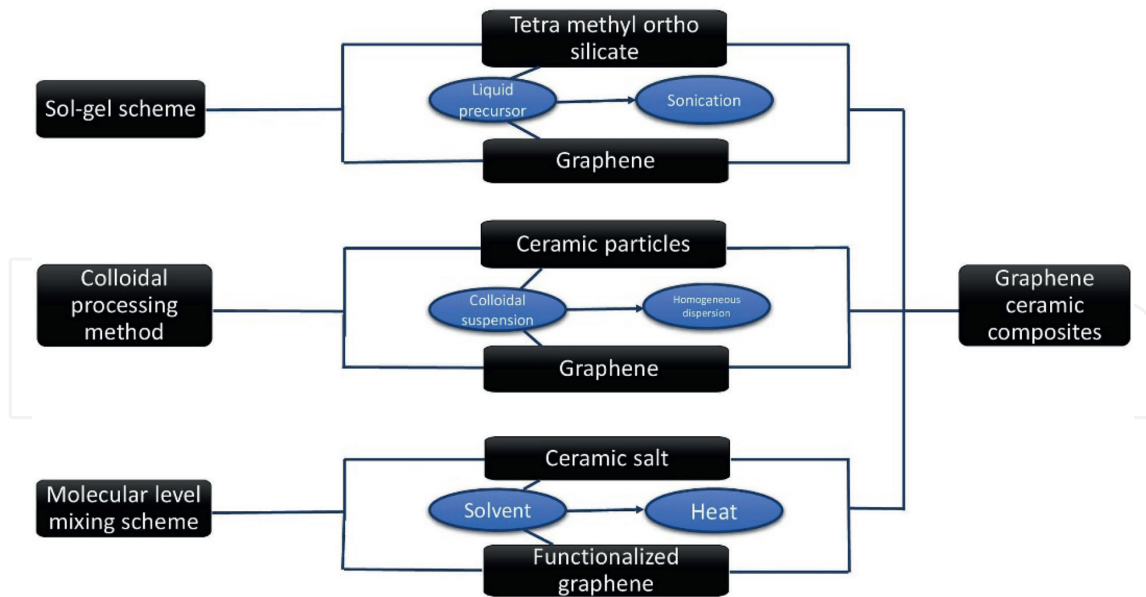 Tetra methyl ortho
silicate
Sol-gel scheme
Liquid
precursor
Sonication
Graphene
Ceramic particles
Colloidal
processing
method
Colloidal
suspension
Homogeneous
dispersion
Graphene
Graphene
ceramic
composites
Ceramic salt
Molecular level
mixing scheme
Solvent
Heat
Functionalized
graphene